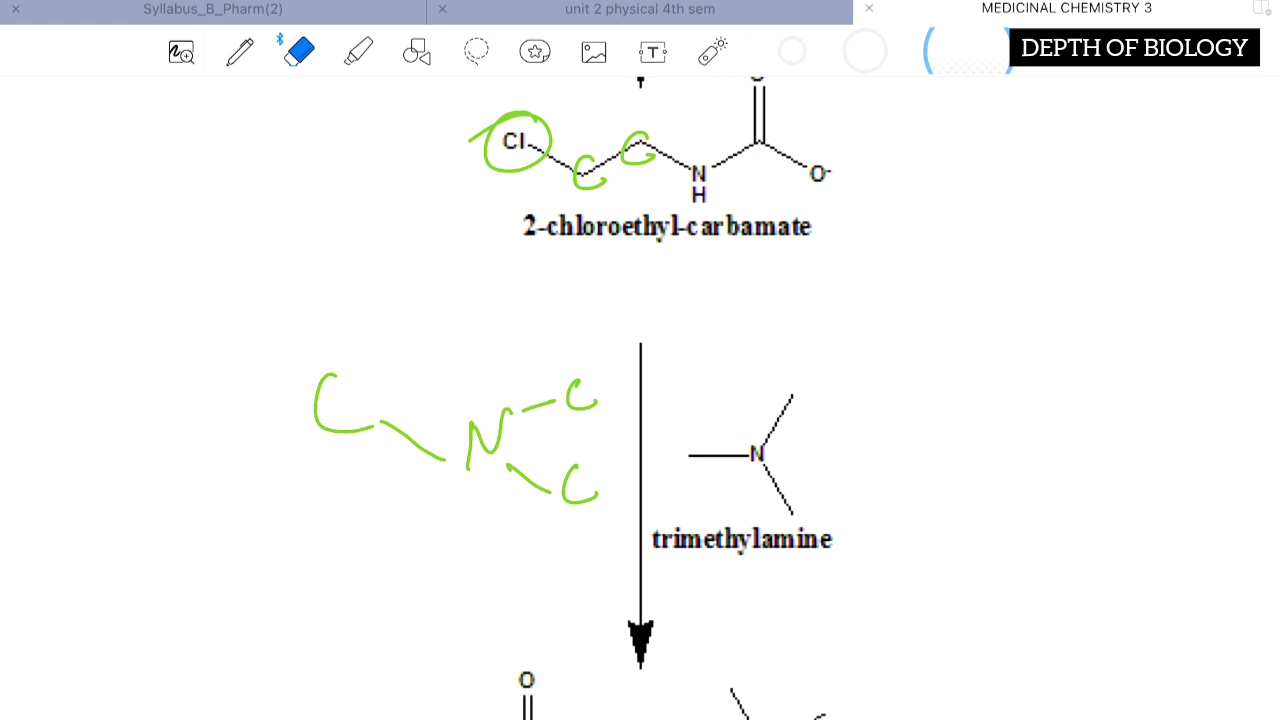 Syllabus_B_Pharm(2)
unit 2 physical 4th sem
MEDICINAL CHEMISTRY 3
DEPTH OF BIOLOGY
T
Cl
C
C
N
H
O-
2-chloroethyl-carbamate
C
N
C
C
N
trimethylamine
O